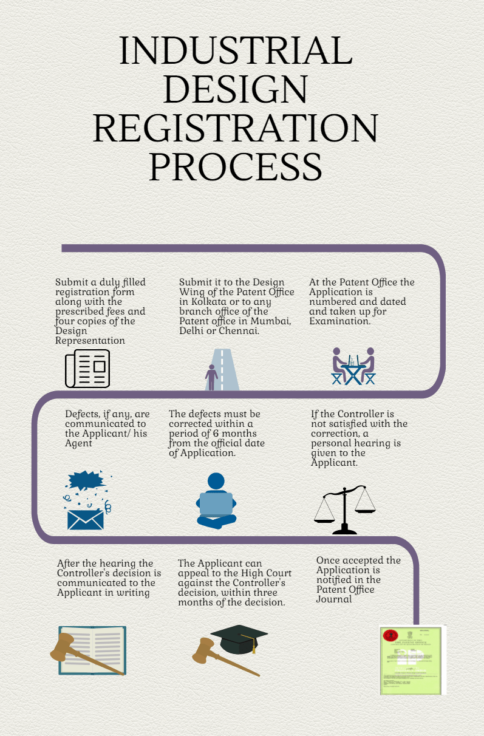 INDUSTRIAL
DESIGN
REGISTRATION
PROCESS
Submit a duly filled
registration form
along with the
prescribed fees and
four copies of the
Design
Representation
Submit it to the Design
Wing of the Patent Office
in Kolkata or to any
branch office of the
Patent office in Mumbai,
Delhi or Chennai.
At the Patent Office the
Application is
numbered and dated
and taken up for
Examination.
Defects, if any, are
communicated to
the Applicant/ his
Agent
The defects must be
corrected within a
period of 6 months
from the official date
of Application.
If the Controller is
not satisfied with the
correction, a
personal hearing is
given to the
Applicant.
After the hearing the
Controller's decision is
communicated to the
Applicant in writing
The Applicant can
appeal to the High Court
against the Controller's
decision, within three
months of the decision.
Once accepted the
Application is
notified in the
Patent Office
Journal